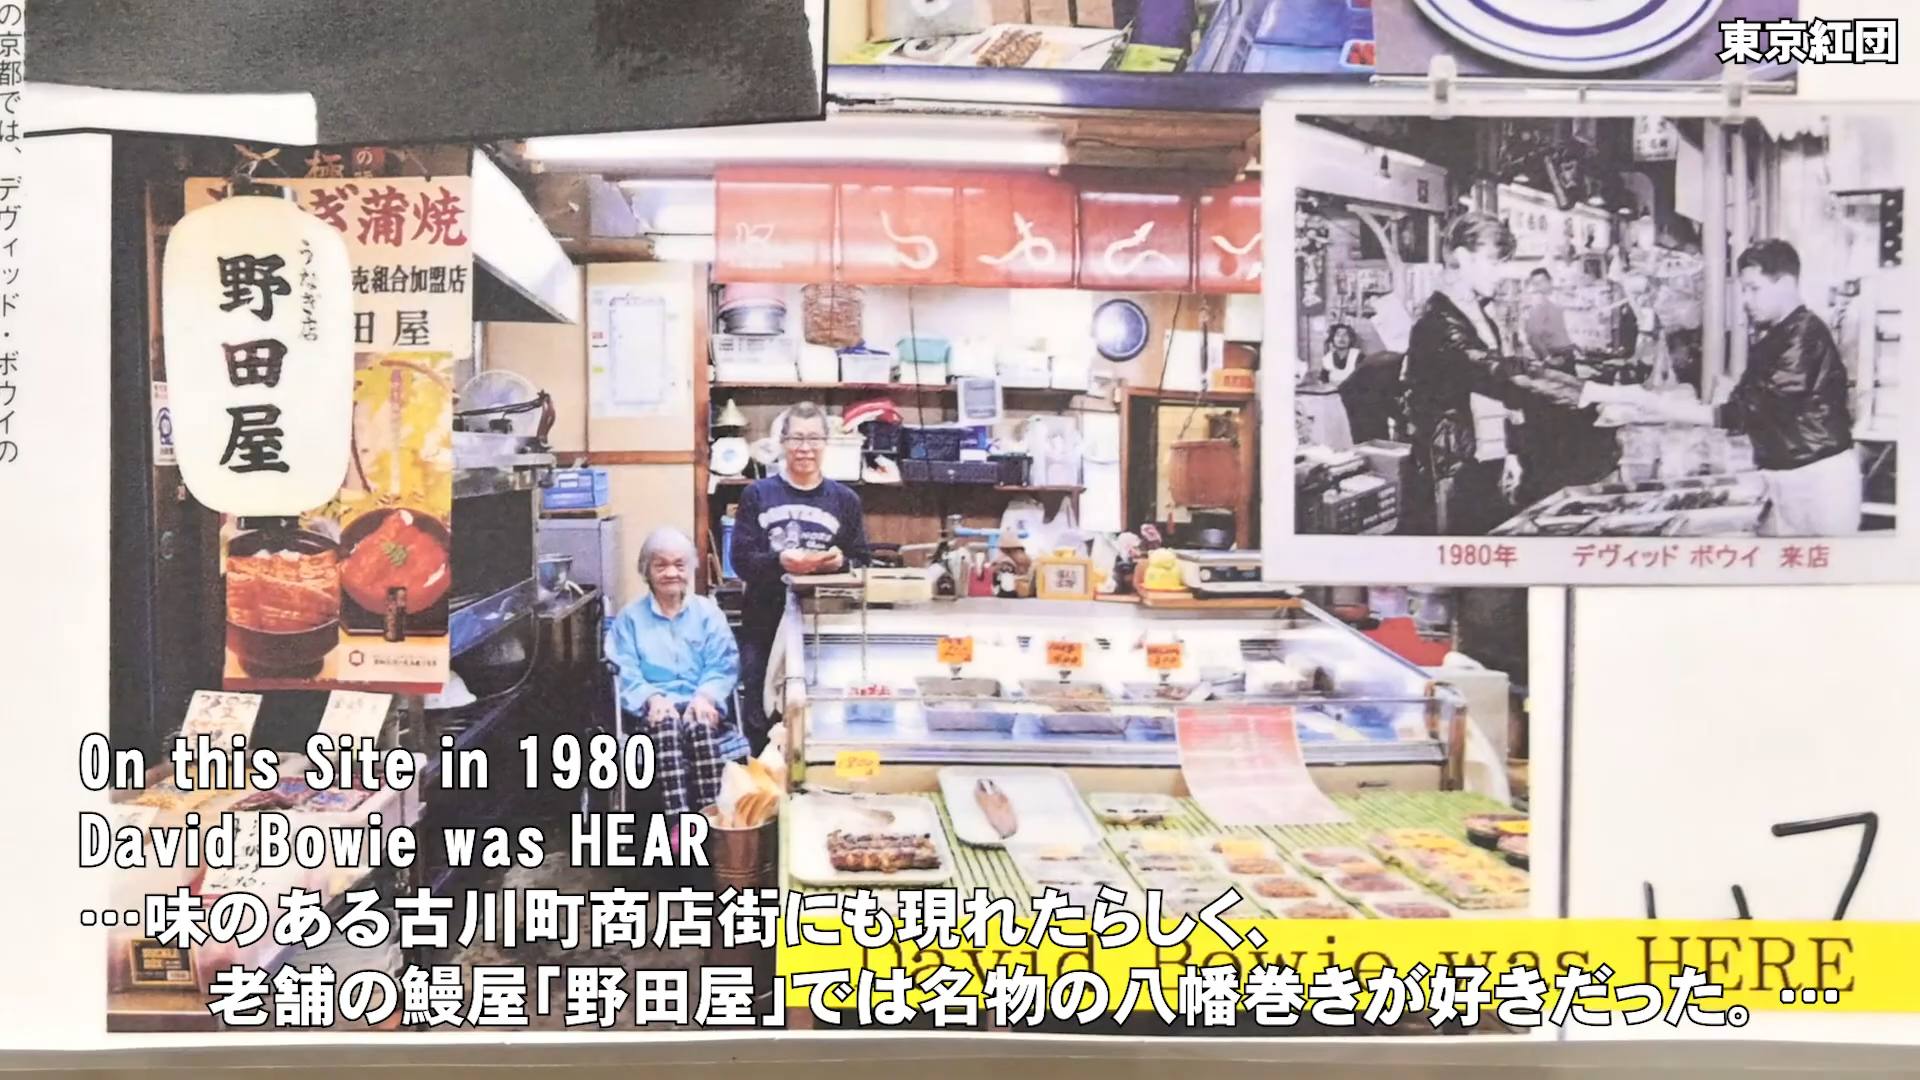 東京紅団
の京都では、デヴィッド・ボウイの
ぎ蒲焼
売組合加盟店
田屋
うなぎ店
野田屋
1980年 デヴィッド ボウイ 来店
On this Site in 1980
David Bowie was HEAR
…味のある古川町商店街にも現れたらしく、
老舗の鰻屋「野田屋」では名物の八幡巻きが好きだった。…
David Bowie was HERE